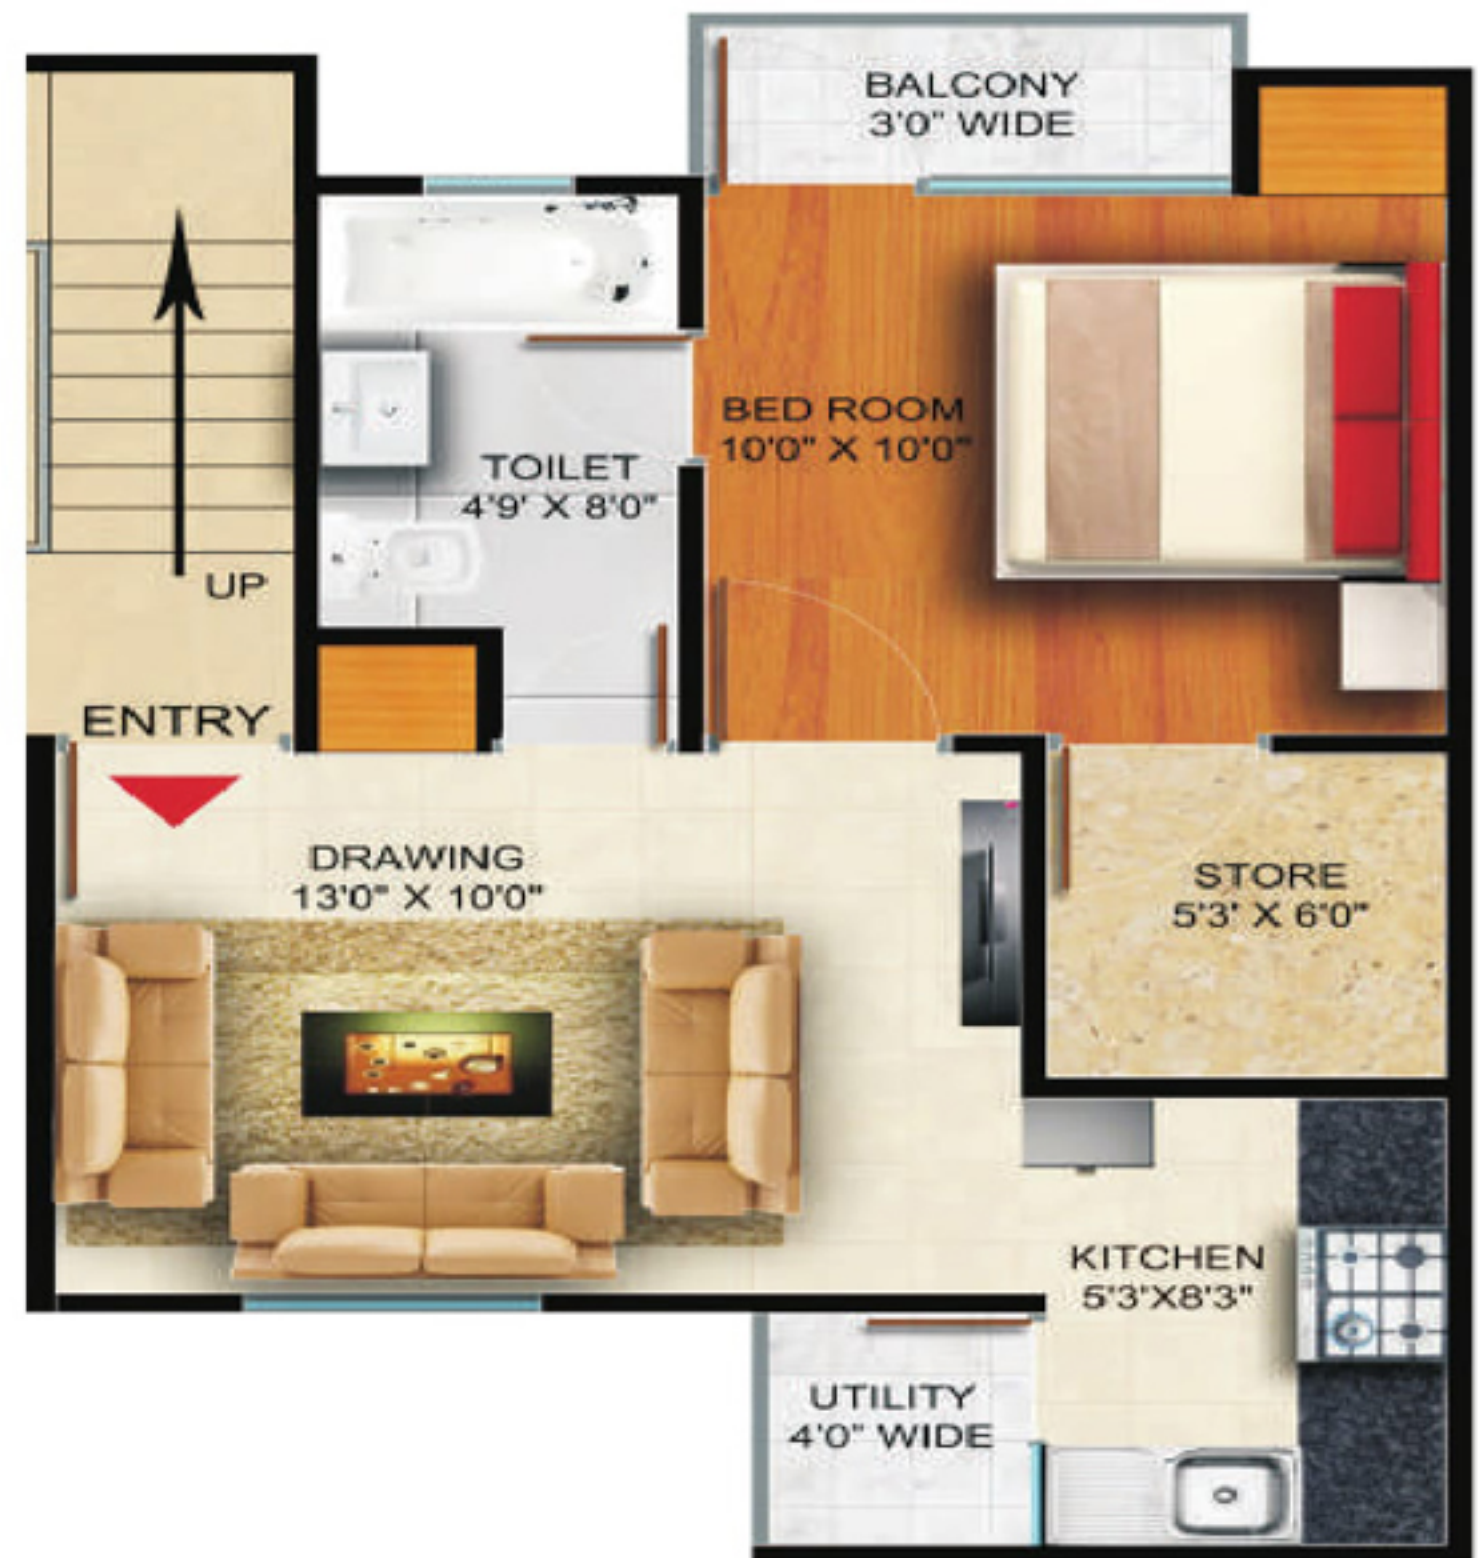 BALCONY
3'0" WIDE
BED ROOM
10'0" X 10'0"
TOILET
4'9' X 8'0"
UP
ENTRY
DRAWING
13'0" X 10'0"
STORE
5'3' X 6'0"
KITCHEN
5'3'X8'3"
UTILITY
4'0" WIDE